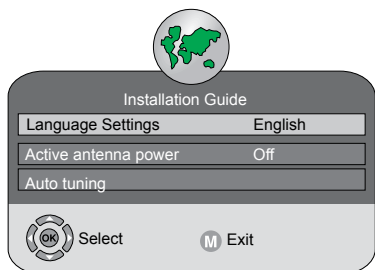 Installation Guide
Language Settings English
Active antenna power Off
Auto tuning
OK Select M Exit